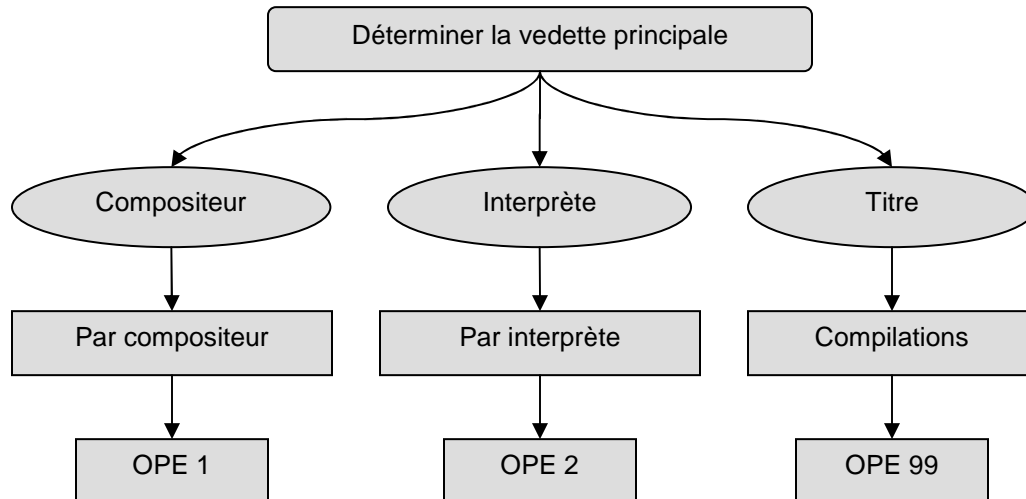 Déterminer la vedette principale
Compositeur
Interprète
Titre
Par compositeur
Par interprète
Compilations
OPE 1
OPE 2
OPE 99